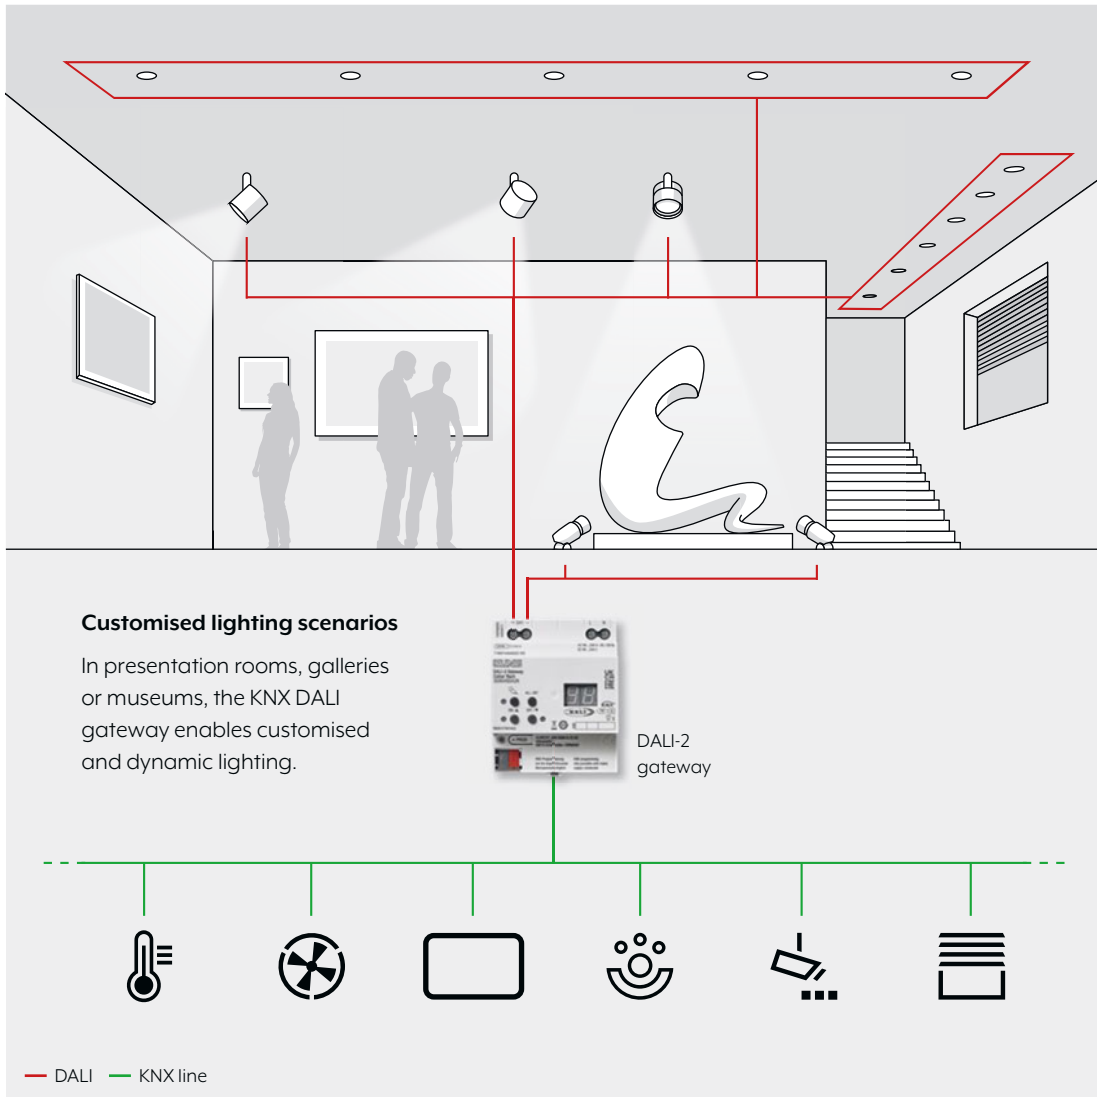 Customised lighting scenarios
In presentation rooms, galleries
or museums, the KNX DALI
gateway enables customised
and dynamic lighting.
DALI-2
gateway
DALI
KNX line